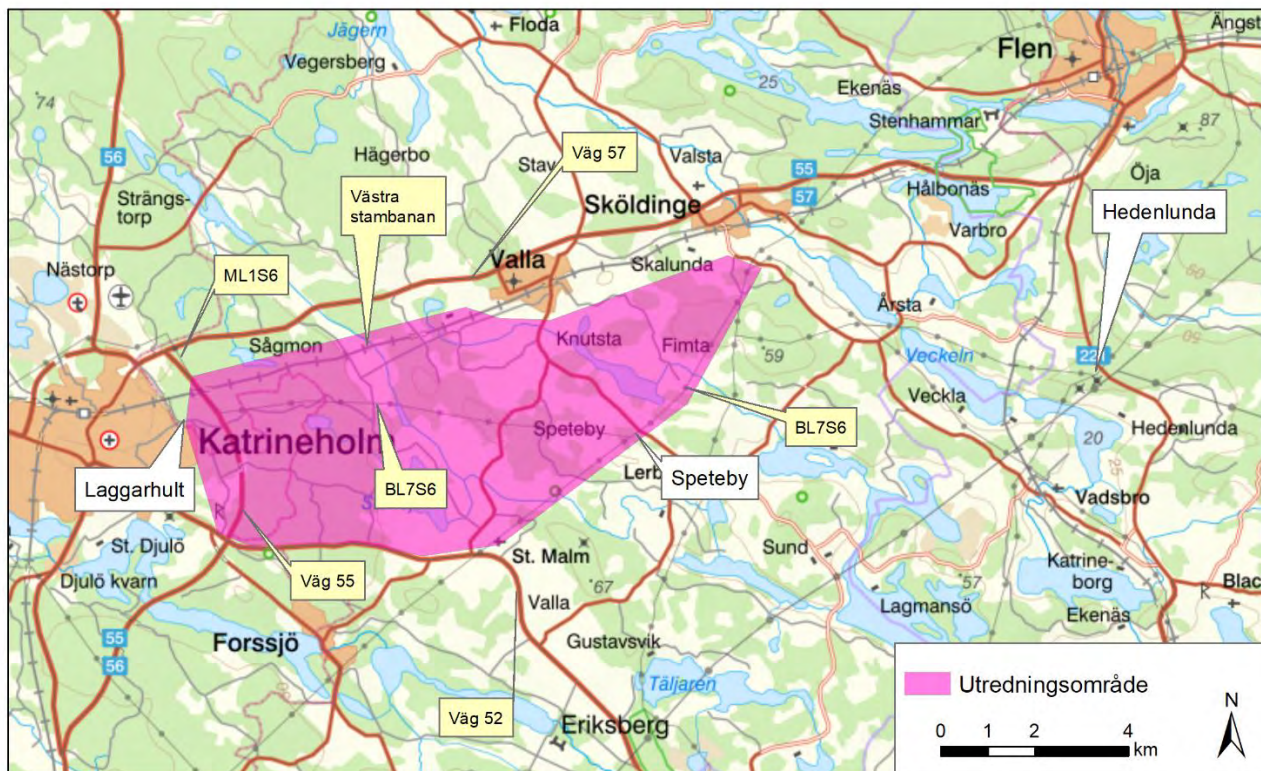 Jägern
Floda
Ängst
Vegersberg
Flen
74
56
25
Ekenäs
Stenhammar
87
Hägerbo
Stav
Väg 57
Valsta
55
57
Strängs-
torp
Västra
stambanan
Sköldinge
Hålbonäs
Öja
Hedenlunda
Varbro
Nästorp
ML1S6
Valla
Skalunda
60
Årsta
Sågmon
Knutsta
Fimta
59
Veckeln
Veckla
Katrineholm
Speteby
BL7S6
20
25
Hedenlunda
Laggarhult
BL7S6
Lerb
Speteby
Vadsbro
St. Djulö
St. Malm
Sund
Katrine-
borg
Djulö kvarn
Väg 55
67
57
Blac
Valla
Lagmansö
Ekenäs
Forssjö
55
56
Gustavsvik
Täljaren
Väg 52
Eriksberg
Utredningsområde
N
0 1 2 4
km